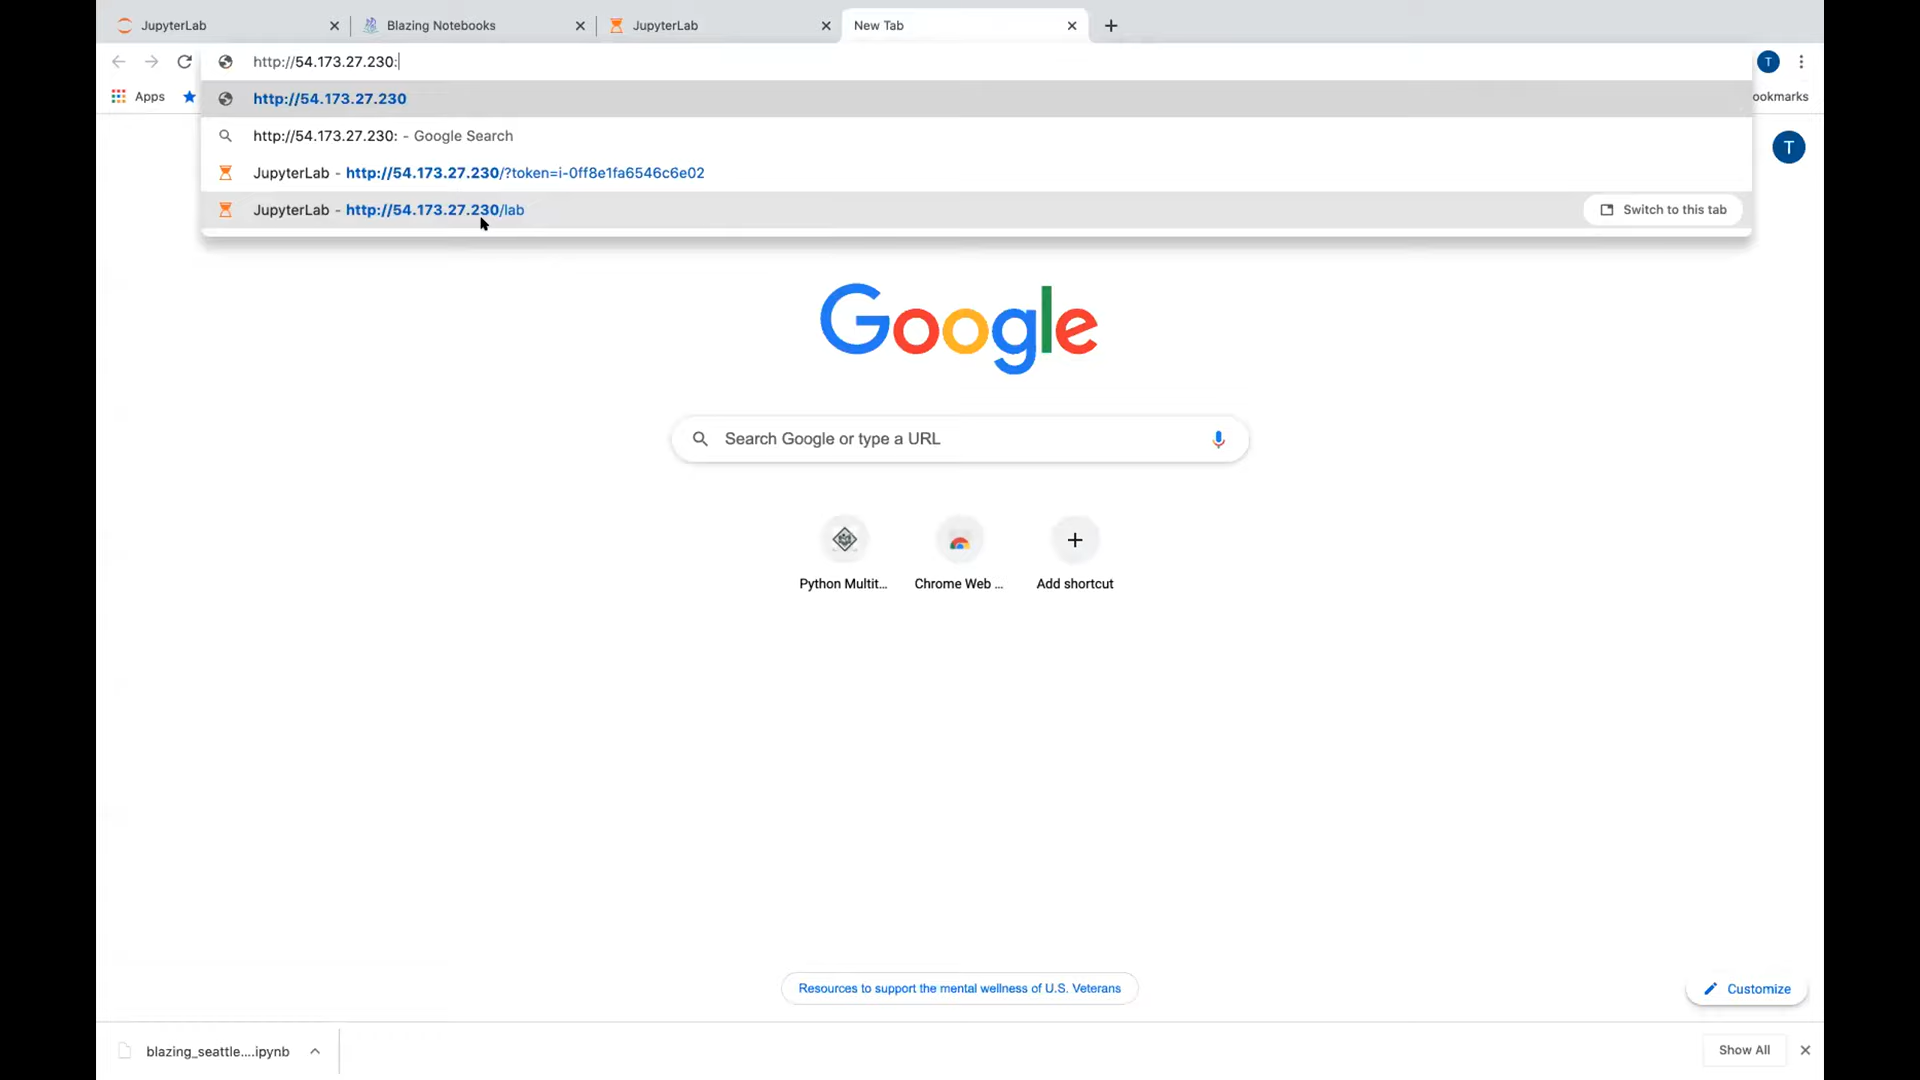 JupyterLab
Blazing Notebooks
JupyterLab
New Tab
http://54.173.27.230:
T
Apps
http://54.173.27.230
ookmarks
http://54.173.27.230: - Google Search
T
JupyterLab - http://54.173.27.230/?token=i-0ff8e1fa6546c6e02
JupyterLab - http://54.173.27.230/lab
Switch to this tab
Google
Search Google or type a URL
Python Multit...
Chrome Web ...
Add shortcut
Resources to support the mental wellness of U.S. Veterans
Customize
blazing_seattle....ipynb
Show All